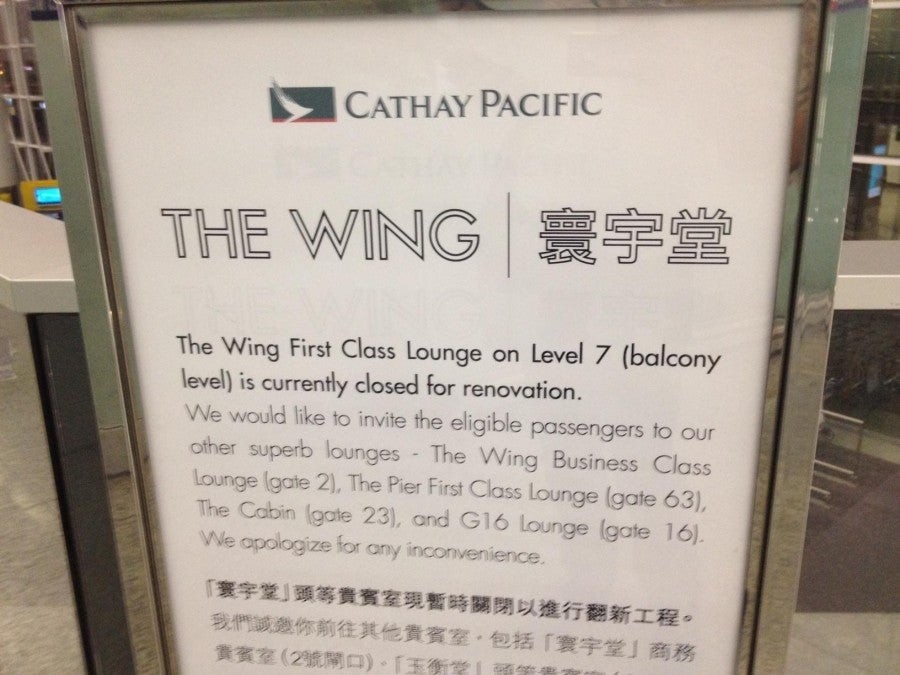 CATHAY PACIFIC
THE WING | 寰宇堂
The Wing First Class Lounge on Level 7 (balcony
level) is currently closed for renovation.
We would like to invite the eligible passengers to our
other superb lounges - The Wing Business Class
Lounge (gate 2), The Pier First Class Lounge (gate 63),
The Cabin (gate 23), and G16 Lounge (gate 16).
We apologize for any inconvenience.
「寰宇堂」頭等貴賓室現暫時關閉以進行翻新工程。
我們誠邀你前往其他貴賓室，包括「寰宇堂」商務
貴賓室（2號閘口）、「玉衡堂」頭等貴賓室